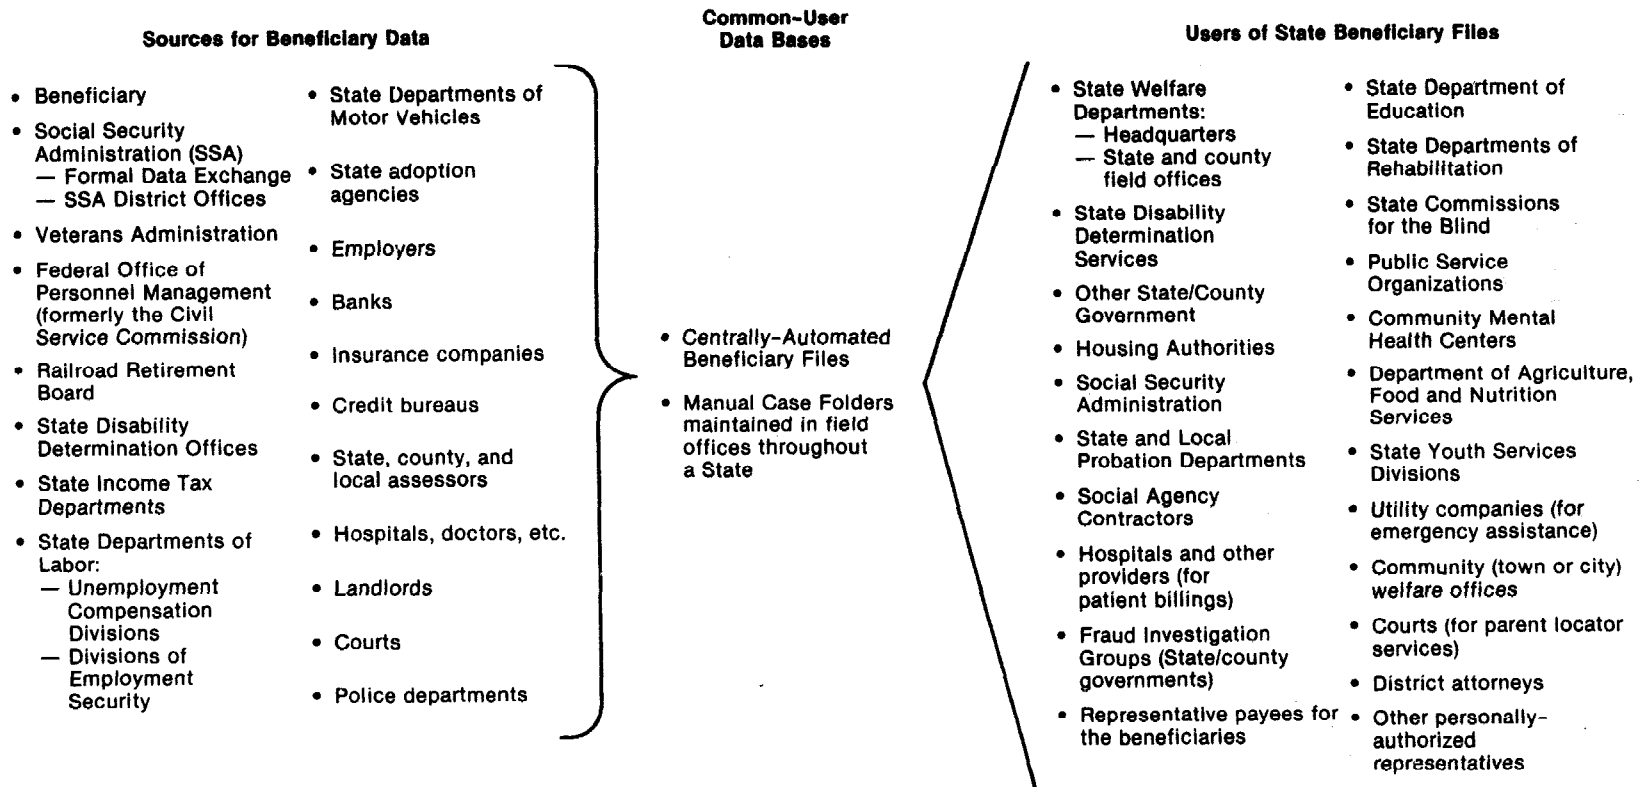 Sources for Beneficiary Data
• Beneficiary
• Social Security
Administration (SSA)
— Formal Data Exchange
— SSA District Offices
• Veterans Administration
• Federal Office of
Personnel Management
(formerly the Civil
Service Commission)
• Railroad Retirement
Board
• State Disability
Determination Offices
• State Income Tax
Departments
• State Departments of
Labor:
— Unemployment
Compensation
Divisions
— Divisions of
Employment
Security
• State Departments of
Motor Vehicles
• State adoption
agencies
• Employers
• Banks
• Insurance companies
• Credit bureaus
• State, county, and
local assessors
• Hospitals, doctors, etc.
• Landlords
• Courts
• Police departments
Common-User
Data Bases
• Centrally-Automated
Beneficiary Files
• Manual Case Folders
maintained in field
offices throughout
a State
Users of State Beneficiary Files
• State Welfare
Departments:
— Headquarters
— State and county
field offices
• State Disability
Determination
Services
• Other State/County
Government
• Housing Authorities
• Social Security
Administration
• State and Local
Probation Departments
• Social Agency
Contractors
• Hospitals and other
providers (for
patient billings)
• Fraud Investigation
Groups (State/county
governments)
• Representative payees for
the beneficiaries
• State Department of
Education
• State Departments of
Rehabilitation
• State Commissions
for the Blind
• Public Service
Organizations
• Community Mental
Health Centers
• Department of Agriculture,
Food and Nutrition
Services
• State Youth Services
Divisions
• Utility companies (for
emergency assistance)
• Community (town or city)
welfare offices
• Courts (for parent locator
services)
• District attorneys
• Other personally-
authorized
representatives